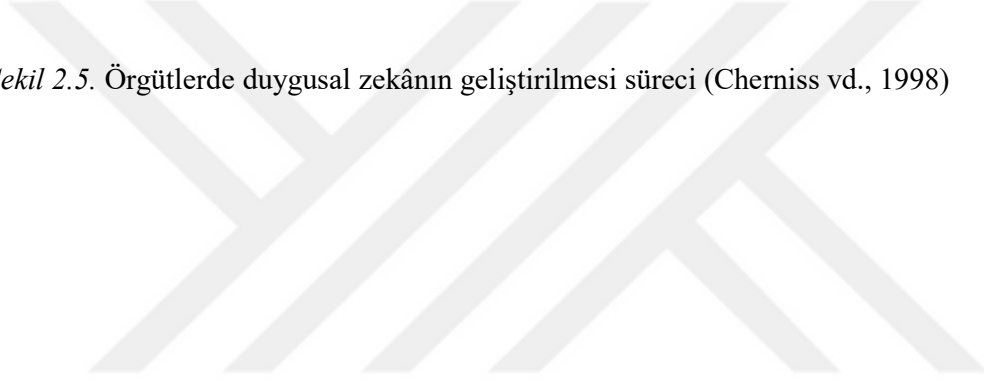 ekil 2.5. Örgütlerde duygusal zekânın geliştirilmesi süreci (Cherniss vd., 1998)